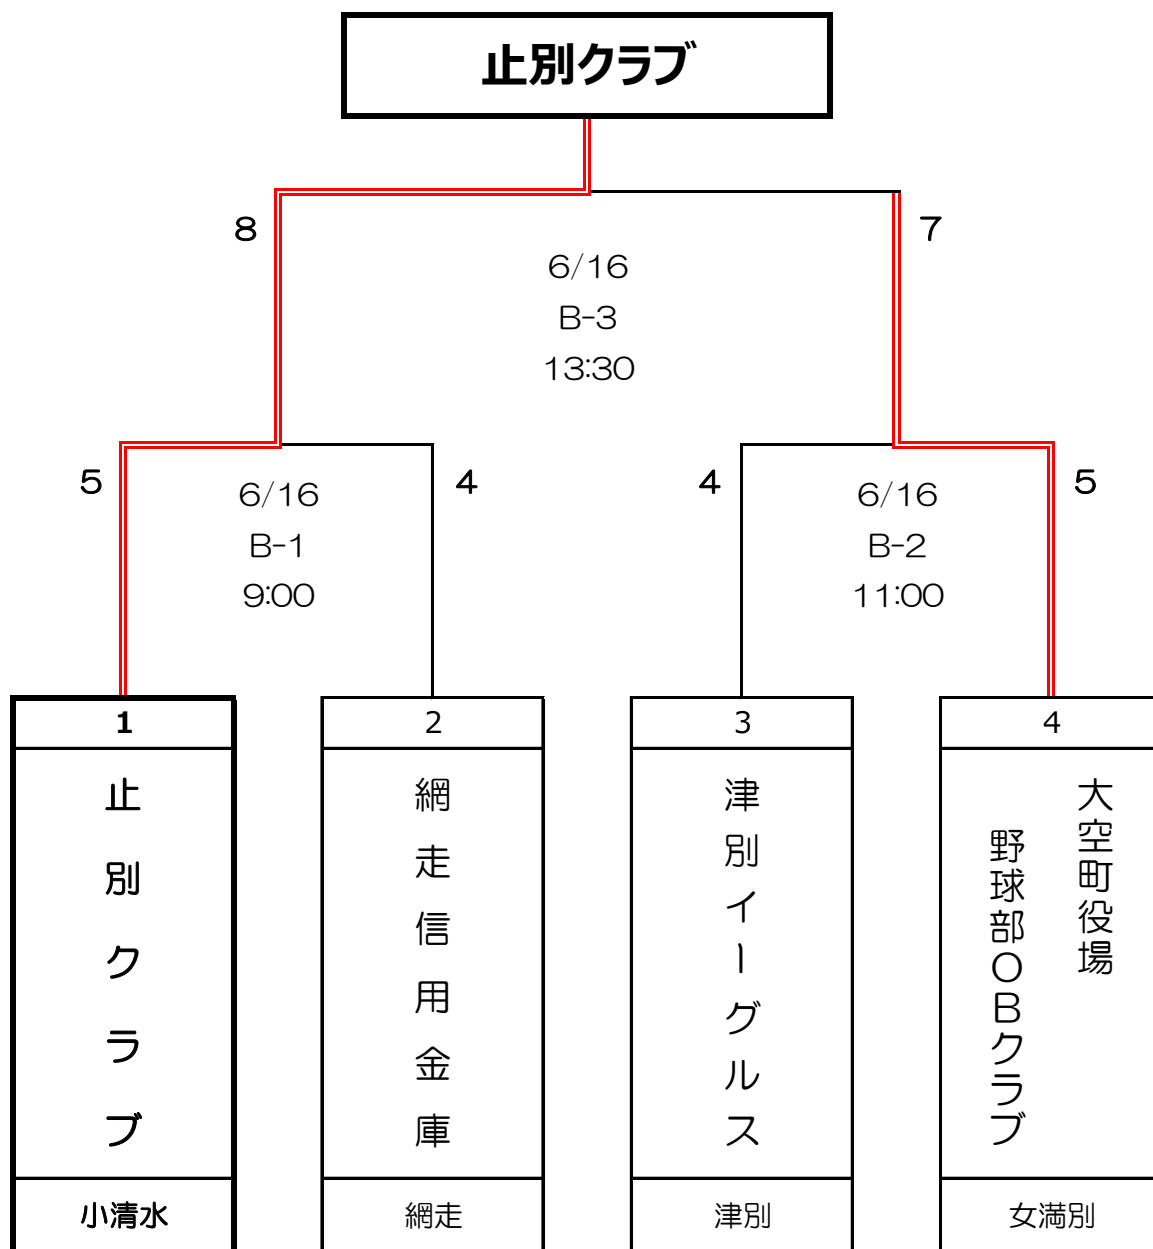 止別クラブ
8
7
6/16
B-3
13:30
5
4
4
5
6/16
B-1
9:00
6/16
B-2
11:00
1
2
3
4
止別クラブ
網走信用金庫
津別イーグルス
大空町役場
野球部OBクラブ
小清水
網走
津別
女満別